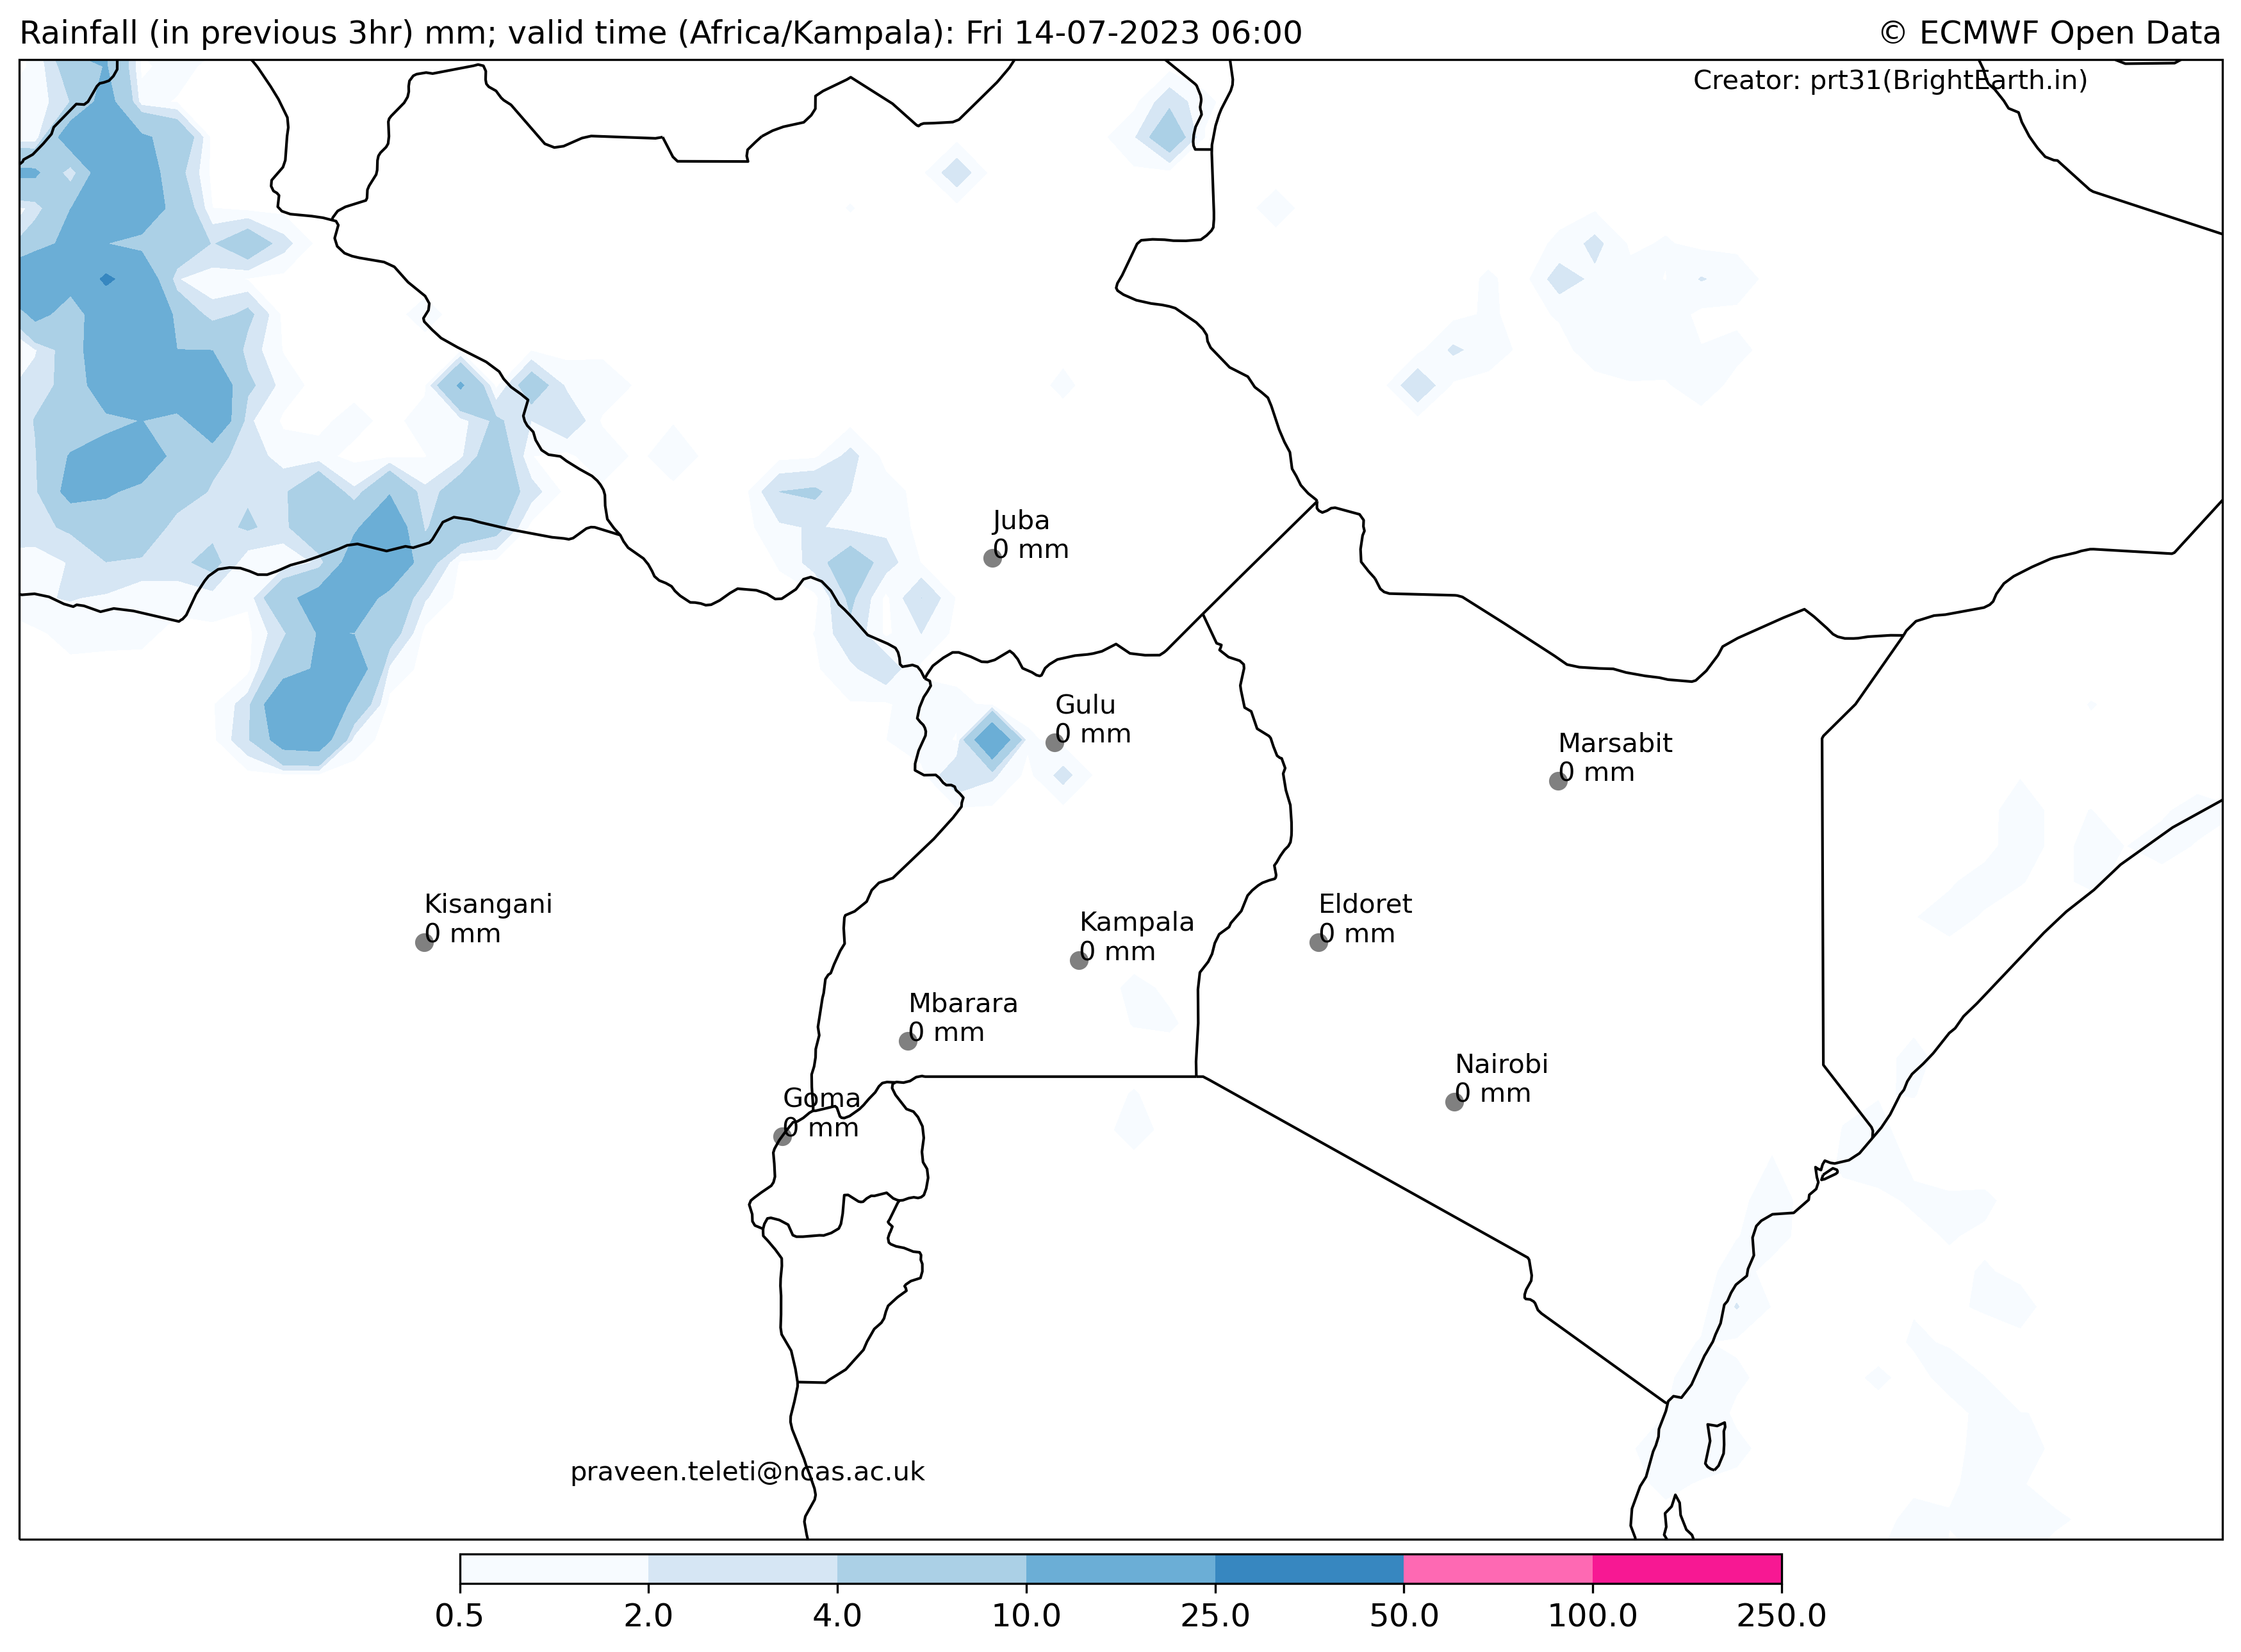 Rainfall (in previous 3hr) mm; valid time (Africa/Kampala): Fri 14-07-2023 06:00
© ECMWF Open Data
Creator: prt31(BrightEarth.in)
Juba
0 mm
Gulu
0 mm
Marsabit
0 mm
Kisangani
0 mm
Kampala
0 mm
Eldoret
0 mm
Mbarara
0 mm
Nairobi
0 mm
Goma
0 mm
praveen.teleti@ncas.ac.uk
0.5 2.0 4.0 10.0 25.0 50.0 100.0 250.0